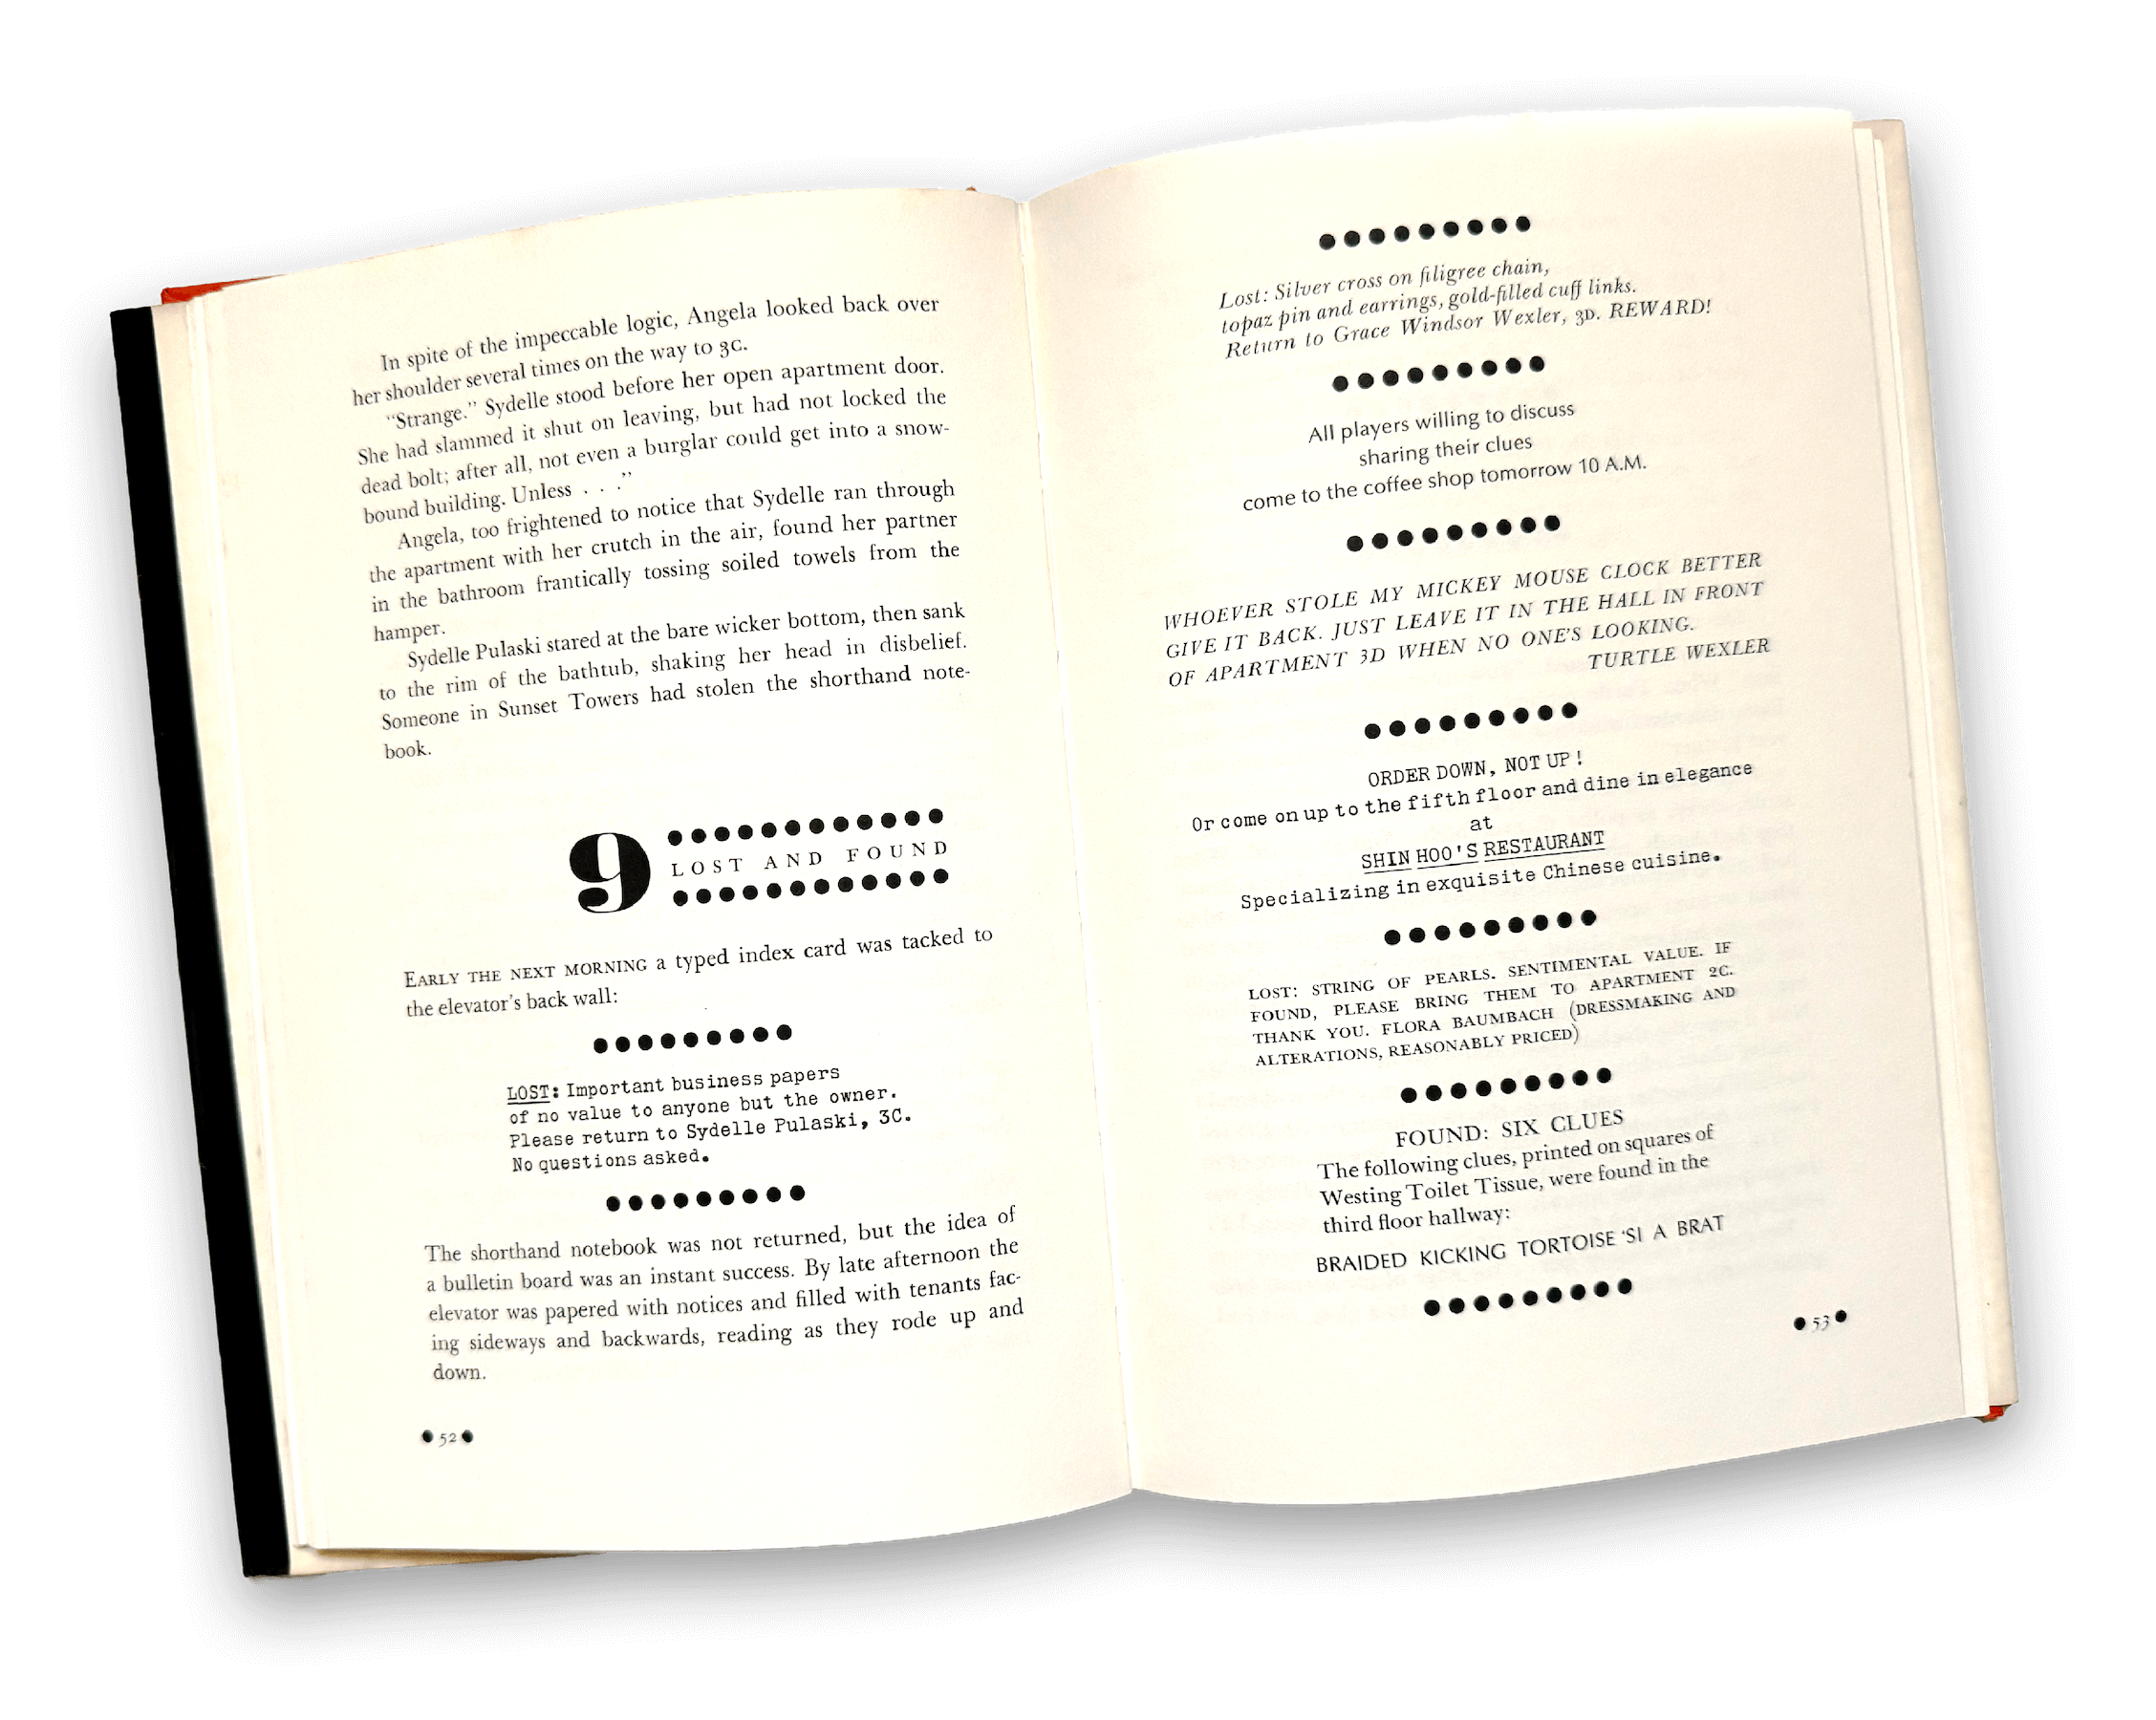 In spite of the impeccable logic, Angela looked back over
her shoulder several times on the way to 3C.
“Strange.” Sydelle stood before her open apartment door.
She had slammed it shut on leaving, but had not locked the
dead bolt; after all, not even a burglar could get into a snow-
bound building. Unless . . .”
Angela, too frightened to notice that Sydelle ran through
the apartment with her crutch in the air, found her partner
in the bathroom frantically tossing soiled towels from the
hamper.
Sydelle Pulaski stared at the bare wicker bottom, then sank
to the rim of the bathtub, shaking her head in disbelief.
Someone in Sunset Towers had stolen the shorthand note-
book.
9
LOST AND FOUND
EARLY THE NEXT MORNING a typed index card was tacked to
the elevator’s back wall:
LOST: Important business papers
of no value to anyone but the owner.
Please return to Sydelle Pulaski, 3C.
No questions asked.
The shorthand notebook was not returned, but the idea of
a bulletin board was an instant success. By late afternoon the
elevator was papered with notices and filled with tenants fac-
ing sideways and backwards, reading as they rode up and
down.
52
Lost: Silver cross on filigree chain,
topaz pin and earrings, gold-filled cuff links.
Return to Grace Windsor Wexler, 3D. REWARD!
All players willing to discuss
sharing their clues
come to the coffee shop tomorrow 10 A.M.
WHOEVER STOLE MY MICKEY MOUSE CLOCK BETTER
GIVE IT BACK. JUST LEAVE IT IN THE HALL IN FRONT
OF APARTMENT 3D WHEN NO ONE’S LOOKING.
TURTLE WEXLER
ORDER DOWN, NOT UP!
Or come on up to the fifth floor and dine in elegance
at
SHIN HOO'S RESTAURANT
Specializing in exquisite Chinese cuisine.
LOST: STRING OF PEARLS. SENTIMENTAL VALUE. IF
FOUND, PLEASE BRING THEM TO APARTMENT 2C.
THANK YOU. FLORA BAUMBACH (DRESSMAKING AND
ALTERATIONS, REASONABLY PRICED)
FOUND: SIX CLUES
The following clues, printed on squares of
Westing Toilet Tissue, were found in the
third floor hallway:
BRAIDED KICKING TORTOISE ’SI A BRAT
53